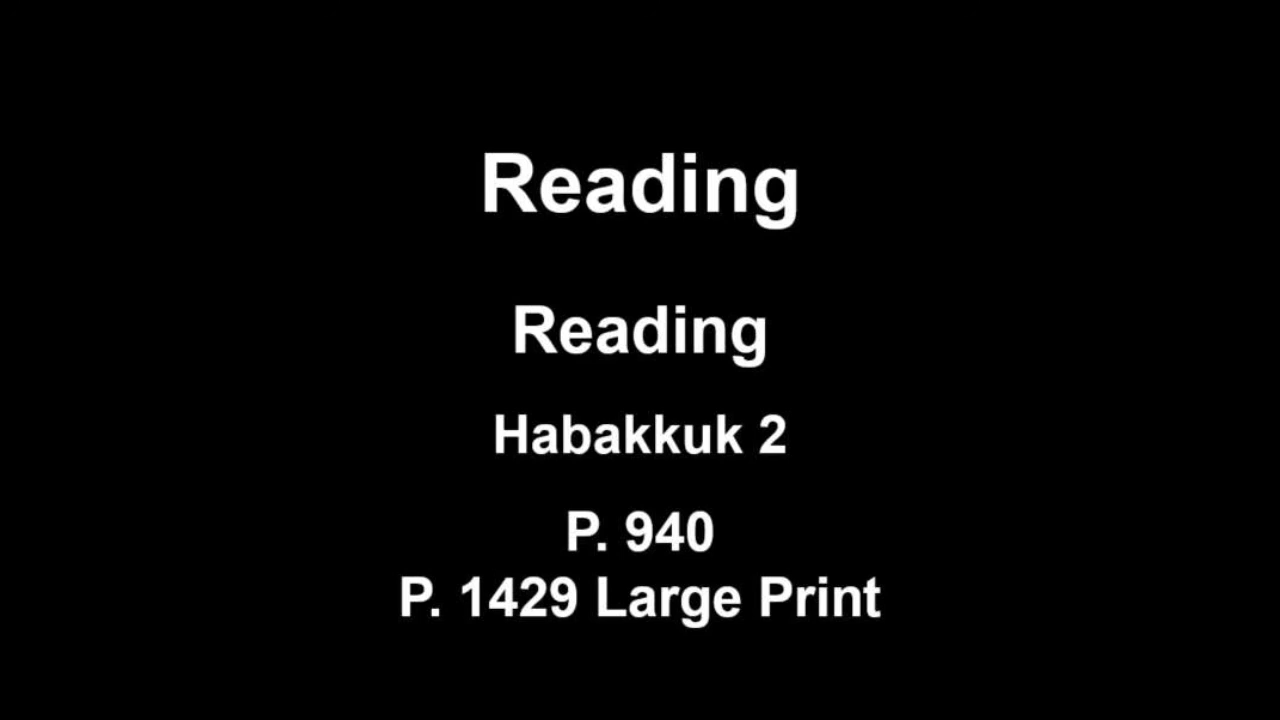 Reading
Reading
Habakkuk 2
P. 940
P. 1429 Large Print